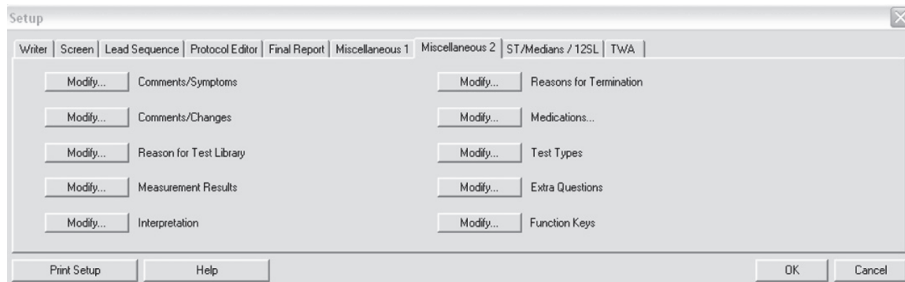 Setup
Writer Screen Lead Sequence Protocol Editor Final Report Miscellaneous 1 Miscellaneous 2 ST/Medians / 12SL TWA
Modify... Comments/Symptoms Modify... Reasons for Termination
Modify... Comments/Changes Modify... Medications...
Modify... Reason for Test Library Modify... Test Types
Modify... Measurement Results Modify... Extra Questions
Modify... Interpretation Modify... Function Keys
Print Setup Help OK Cancel